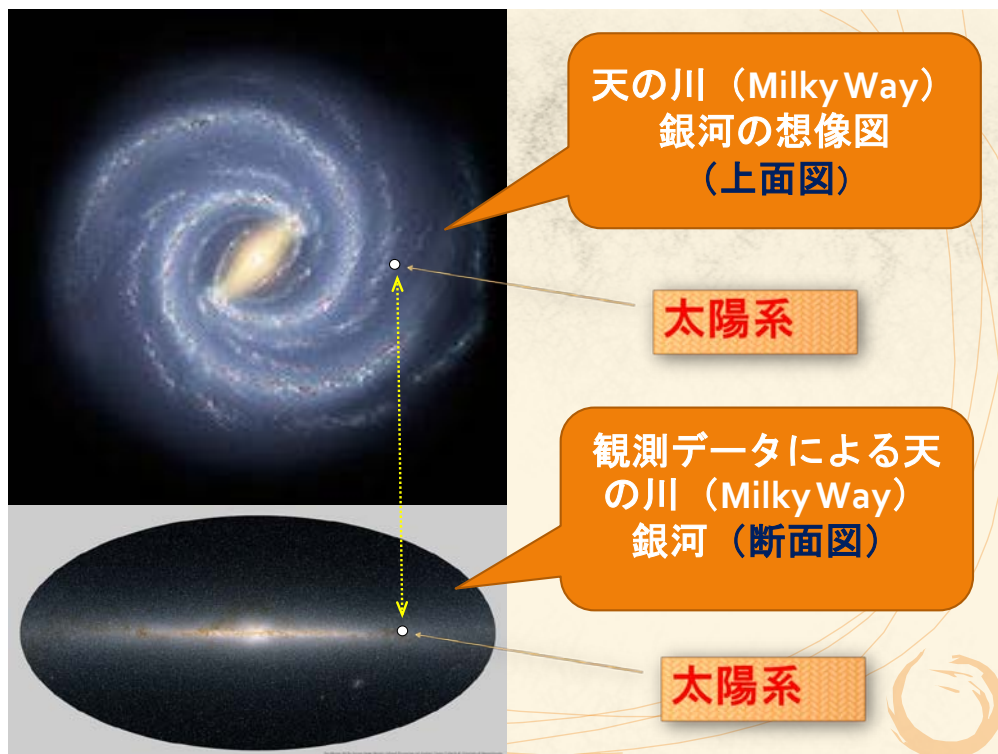 天の川（Milky Way）
銀河の想像図
（上面図）
太陽系
観測データによる天
の川（Milky Way）
銀河（断面図）
太陽系